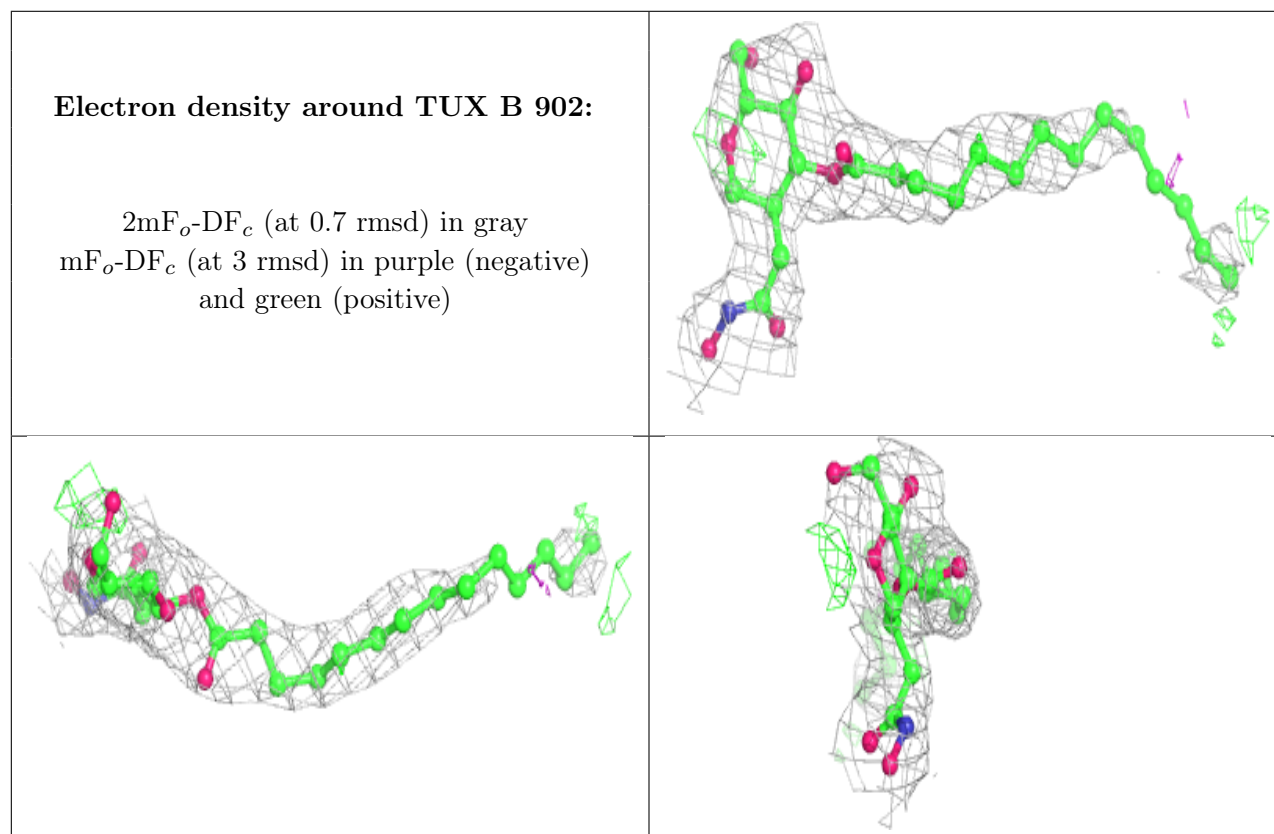 Electron density around TUX B 902:
2mFo-DFc (at 0.7 rmsd) in gray
mFo-DFc (at 3 rmsd) in purple (negative)
and green (positive)